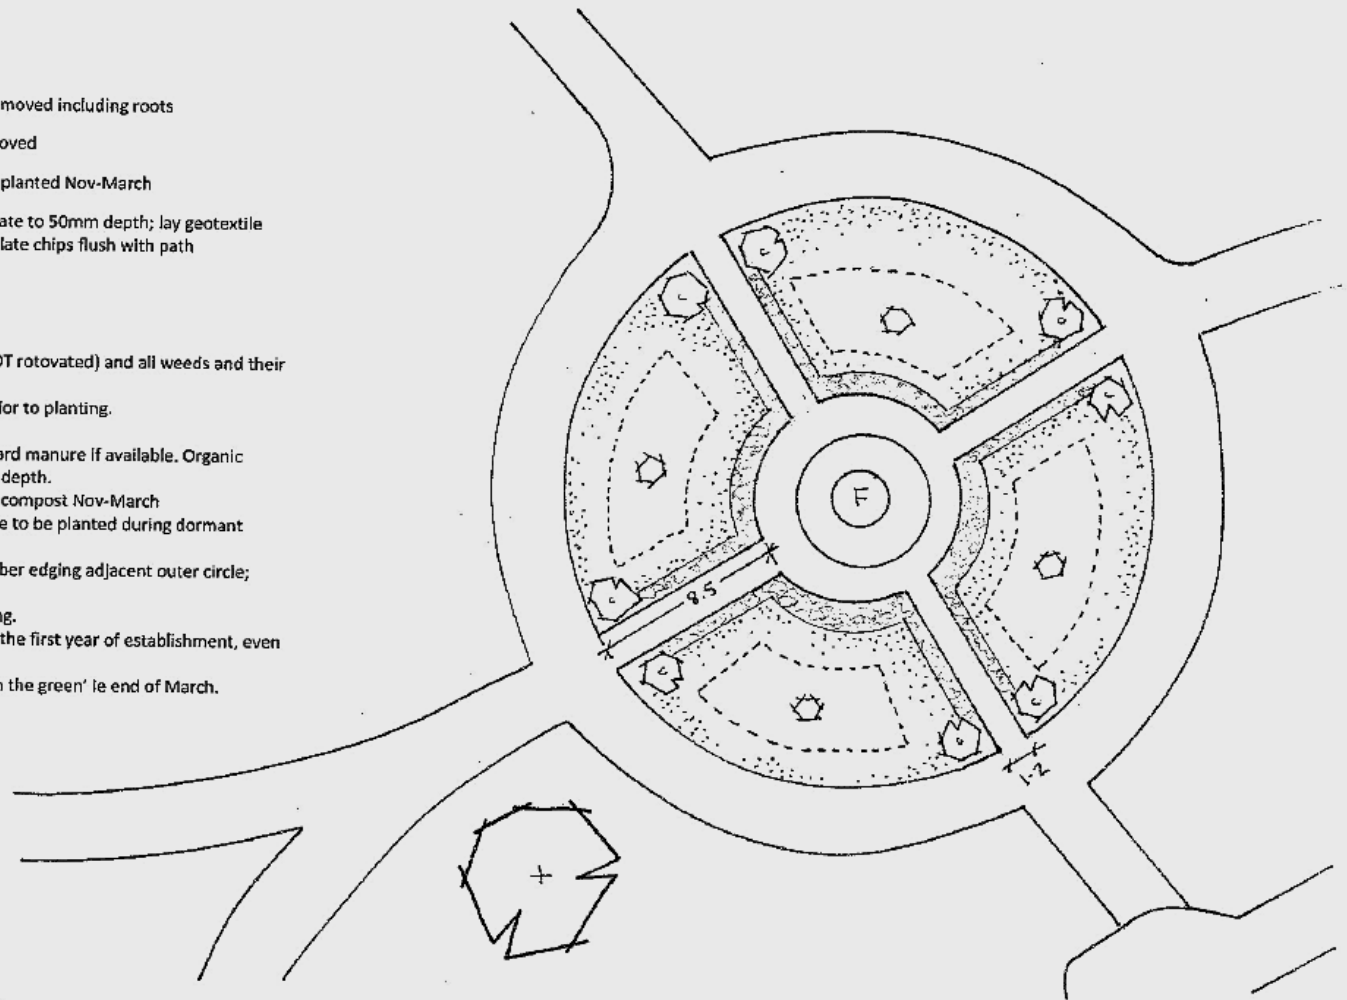 moved including roots
oved
planted Nov-March
ate to 50mm depth; lay geotextile
late chips flush with path
OT rotovated) and all weeds and their
ior to planting.
ard manure if available. Organic
depth.
compost Nov-March
e to be planted during dormant
ber edging adjacent outer circle;
ng.
the first year of establishment, even
n the green' ie end of March.
F
8.5
1.2